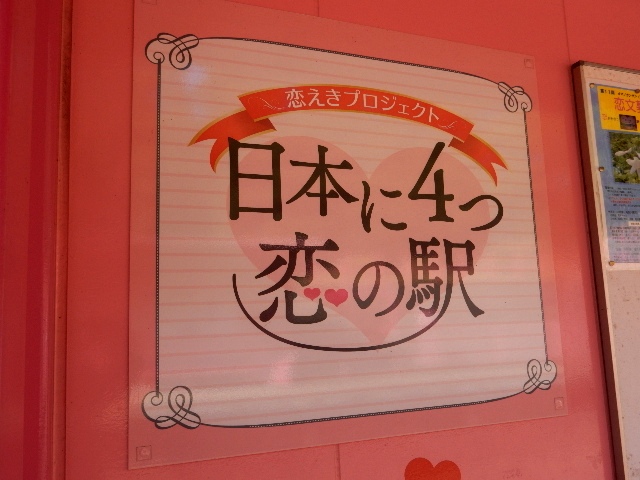 恋えきプロジェクト
日本に4つ
恋の駅
恋文